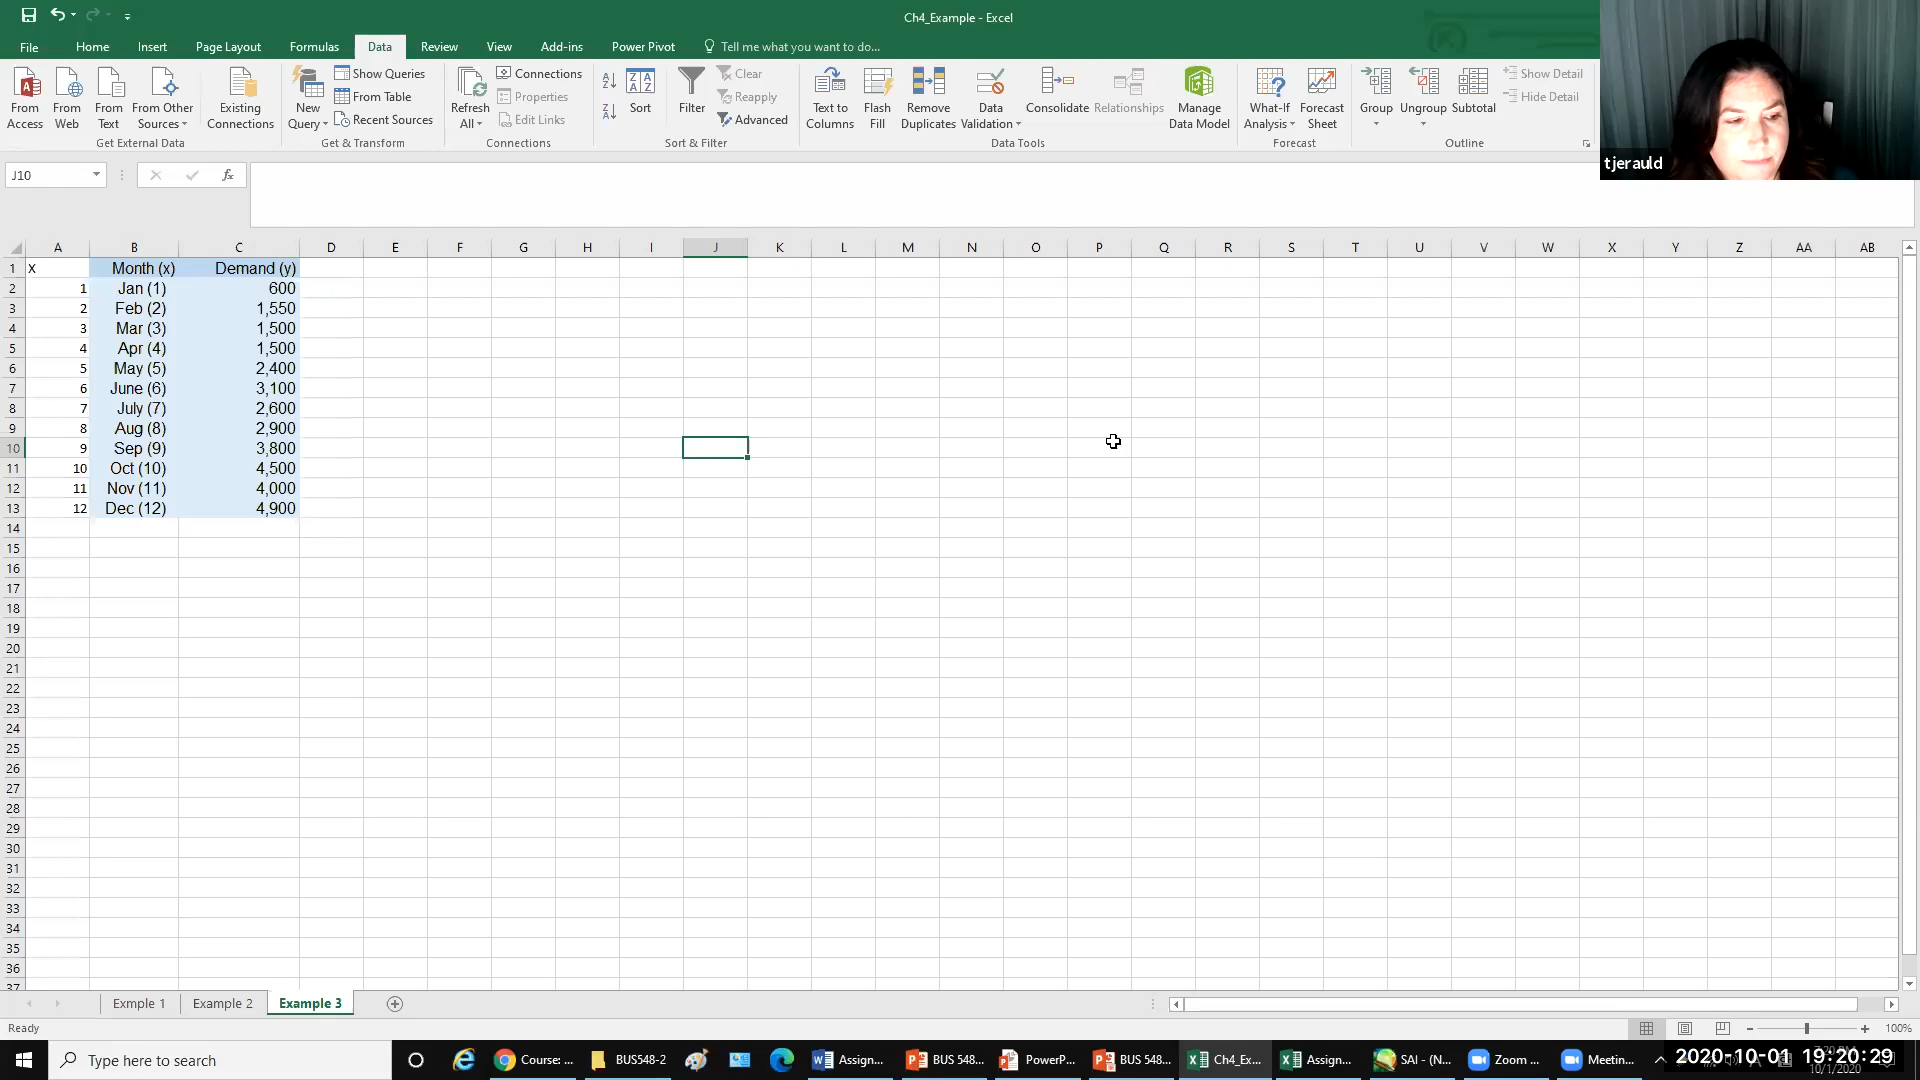 Ch4_Example - Excel
File Home Insert Page Layout Formulas Data Review View Add-ins Power Pivot Tell me what you want to do...
From Access
From Web
From Text
From Other Sources
Existing Connections
Get External Data
New Query
Show Queries
From Table
Recent Sources
Get & Transform
Refresh All
Connections
Properties
Edit Links
Connections
Sort
Filter
Clear
Reapply
Advanced
Sort & Filter
Text to Columns
Flash Fill
Remove Duplicates
Data Validation
Consolidate
Relationships
Manage Data Model
Data Tools
What-If Analysis
Forecast Sheet
Forecast
Group
Ungroup
Subtotal
Show Detail
Hide Detail
Outline
tjerauld
J10 fx
A B C D E F G H I J K L M N O P Q R S T U V W X Y Z AA AB
1 X Month (x) Demand (y)
2 1 Jan (1) 600
3 2 Feb (2) 1,550
4 3 Mar (3) 1,500
5 4 Apr (4) 1,500
6 5 May (5) 2,400
7 6 June (6) 3,100
8 7 July (7) 2,600
9 8 Aug (8) 2,900
10 9 Sep (9) 3,800
11 10 Oct (10) 4,500
12 11 Nov (11) 4,000
13 12 Dec (12) 4,900
14
15
16
17
18
19
20
21
22
23
24
25
26
27
28
29
30
31
32
33
34
35
36
37
Exmple 1 Example 2 Example 3
Ready 100%
Type here to search Course: ... BUS548-2 Assign... BUS 548... PowerP... BUS 548... Ch4_Ex... Assign... SAI - (N... Zoom ... Meetin...
2020-10-01 19:20:29
10/1/2020